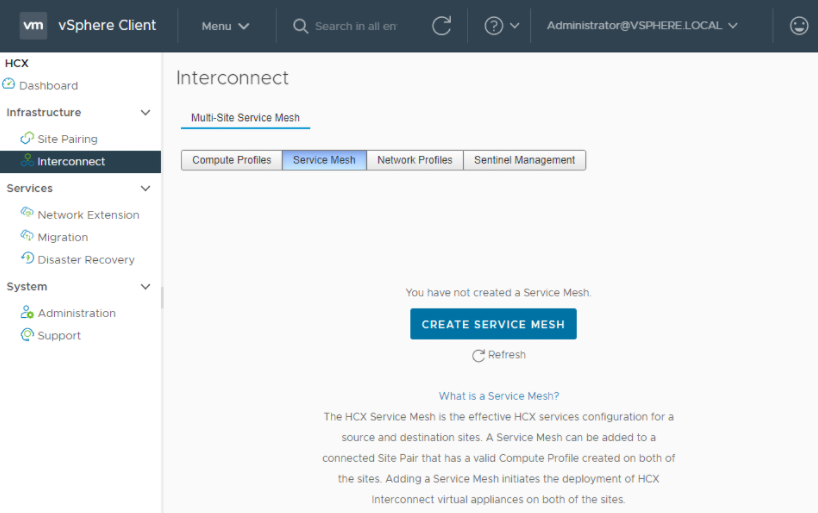 vm vSphere Client Menu Search in all en Administrator@VSPHERE.LOCAL
HCX
Dashboard
Infrastructure
Site Pairing
Interconnect
Services
Network Extension
Migration
Disaster Recovery
System
Administration
Support
Interconnect
Multi-Site Service Mesh
Compute Profiles Service Mesh Network Profiles Sentinel Management
You have not created a Service Mesh.
CREATE SERVICE MESH
Refresh
What is a Service Mesh?
The HCX Service Mesh is the effective HCX services configuration for a
source and destination sites. A Service Mesh can be added to a
connected Site Pair that has a valid Compute Profile created on both of
the sites. Adding a Service Mesh initiates the deployment of HCX
Interconnect virtual appliances on both of the sites.